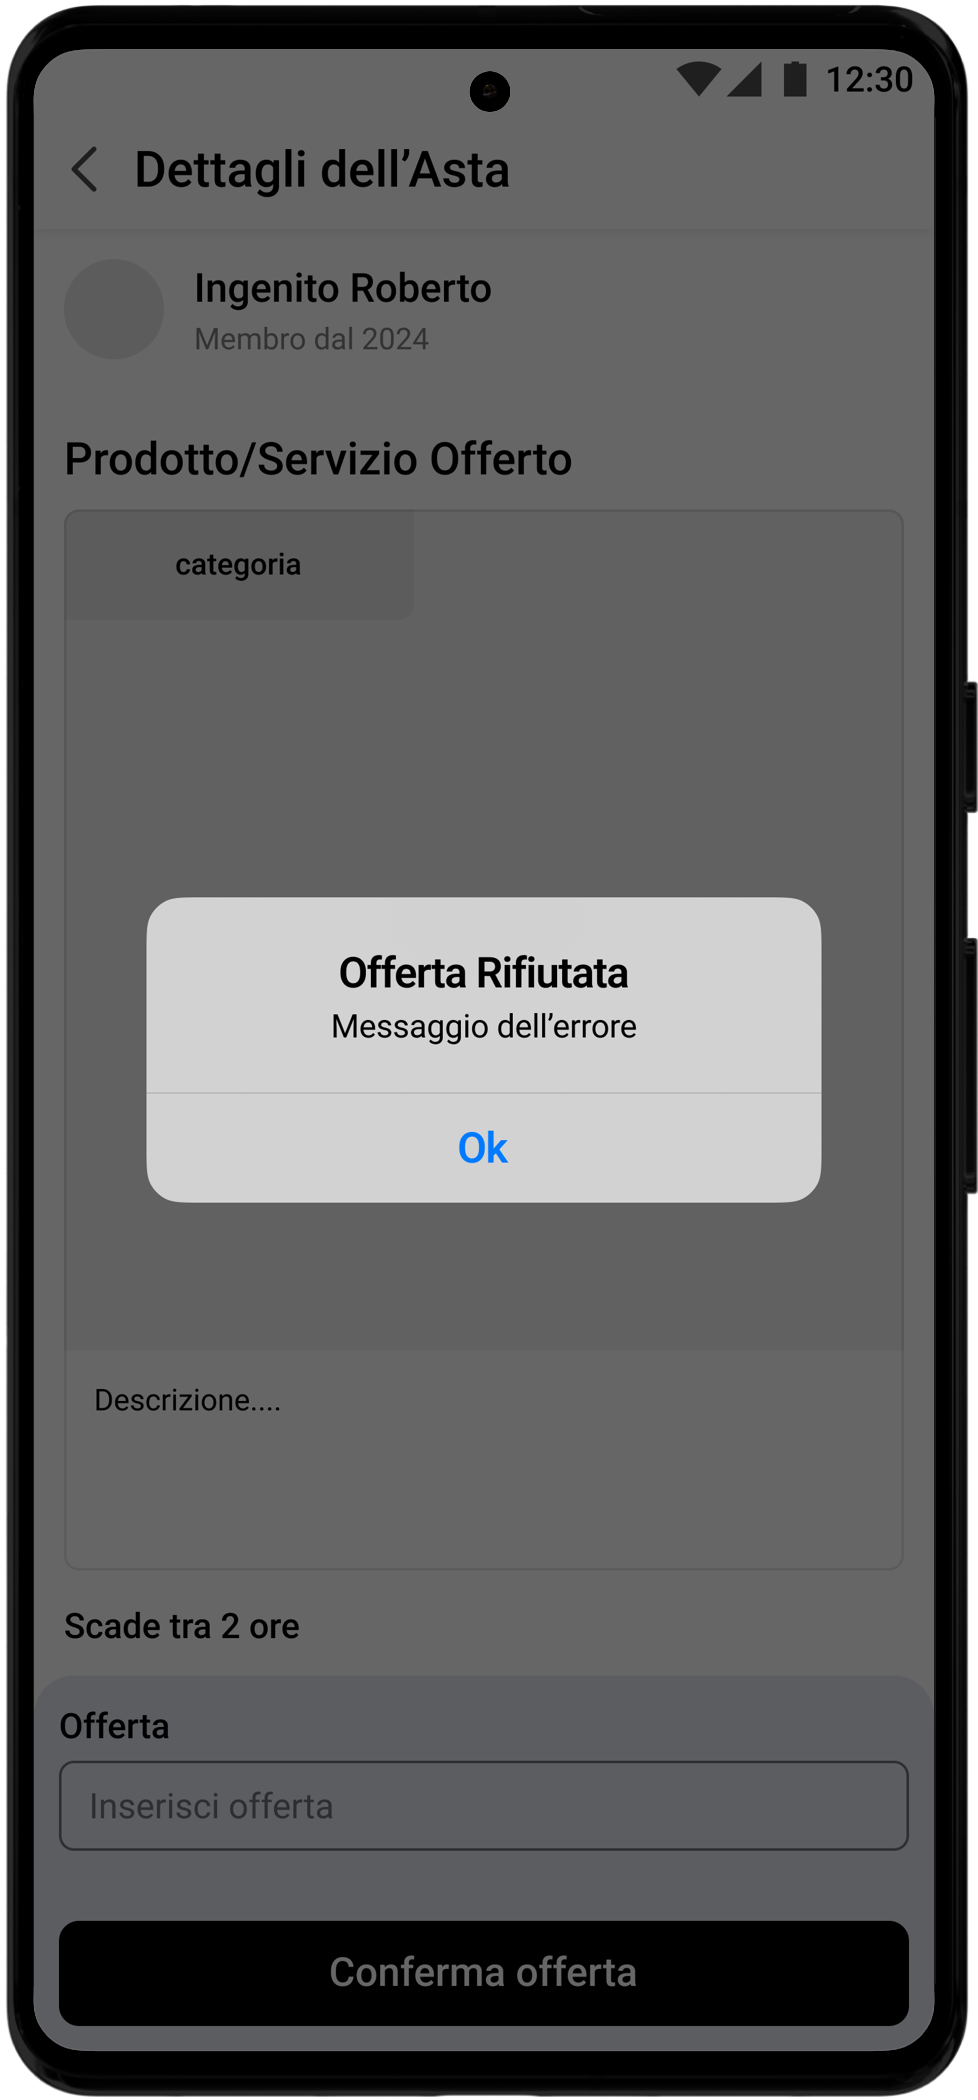 12:30
Dettagli dell’Asta
Ingenito Roberto
Membro dal 2024
Prodotto/Servizio Offerto
categoria
Offerta Rifiutata
Messaggio dell’errore
Ok
Descrizione....
Scade tra 2 ore
Offerta
Inserisci offerta
Conferma offerta